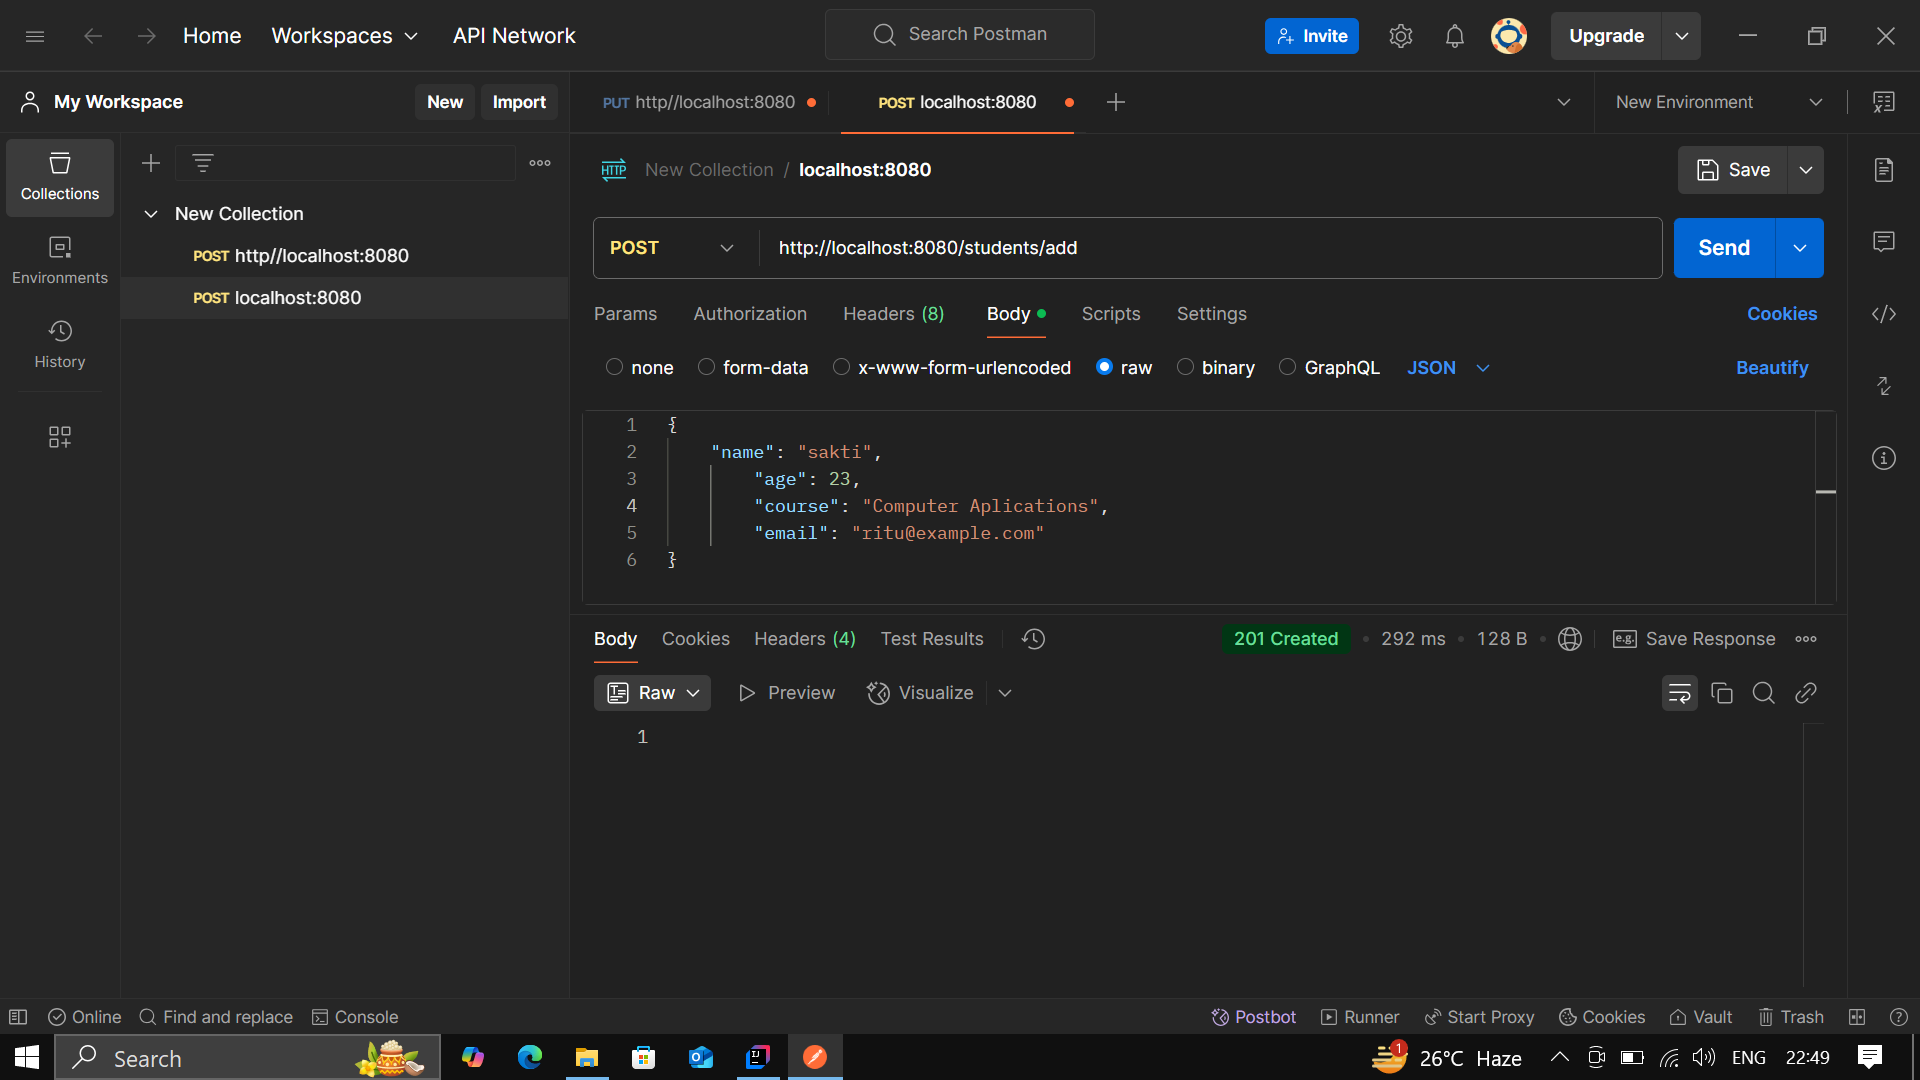 Home
Workspaces
API Network
Search Postman
Invite
Upgrade
My Workspace
New
Import
PUT http//localhost:8080
POST localhost:8080
New Environment
Collections
Environments
History
New Collection
POST http//localhost:8080
POST localhost:8080
HTTP
New Collection / localhost:8080
Save
POST
http://localhost:8080/students/add
Send
Params
Authorization
Headers (8)
Body
Scripts
Settings
Cookies
none
form-data
x-www-form-urlencoded
raw
binary
GraphQL
JSON
Beautify
1 {
2 "name": "sakti",
3 "age": 23,
4 "course": "Computer Aplications",
5 "email": "ritu@example.com"
6 }
Body
Cookies
Headers (4)
Test Results
201 Created
292 ms
128 B
e.g. Save Response
Raw
Preview
Visualize
1
Online
Find and replace
Console
Postbot
Runner
Start Proxy
Cookies
Vault
Trash
Search
1
26°C Haze
ENG
22:49